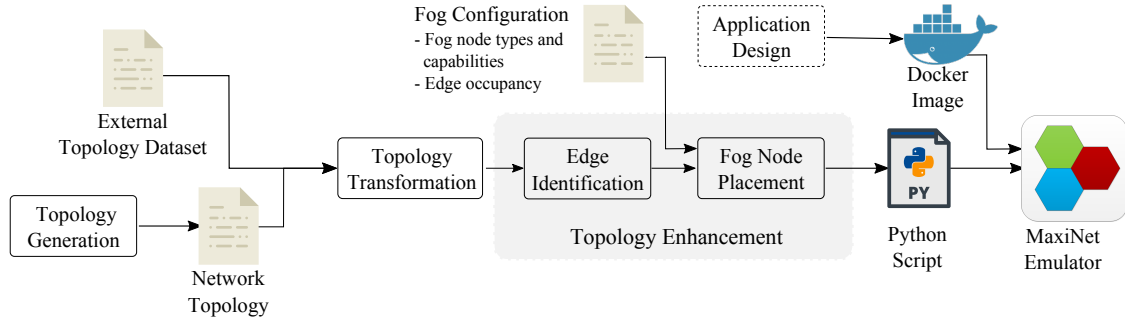 Fog Configuration
- Fog node types and
capabilities
- Edge occupancy
Application
Design
Docker
Image
External
Topology Dataset
Topology
Transformation
Edge
Identification
Fog Node
Placement
PY
Topology
Generation
Network
Topology
Topology Enhancement
Python
Script
MaxiNet
Emulator